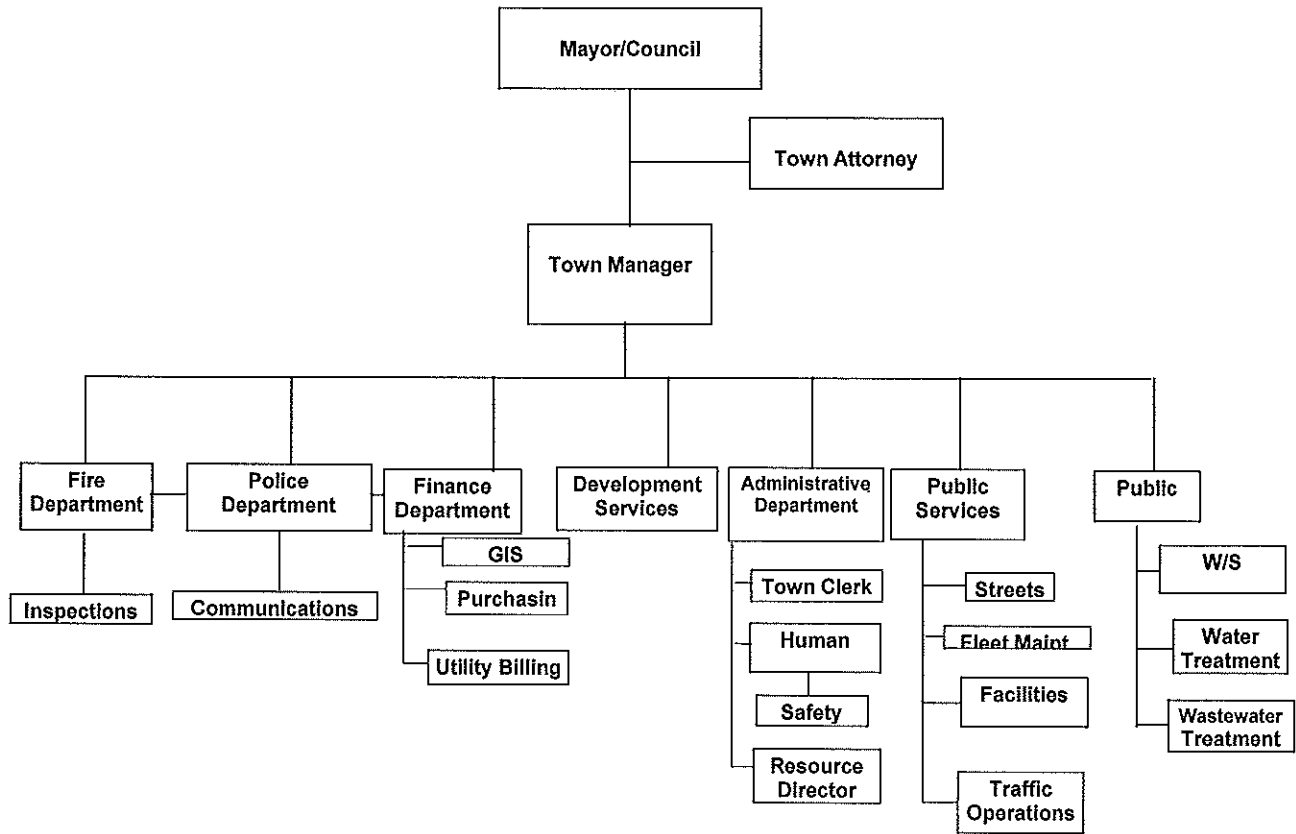 Mayor/Council
Town Attorney
Town Manager
Fire
Department
Police
Department
Finance
Department
Development
Services
Administrative
Department
Public
Services
Public
Inspections
Communications
GIS
Purchasin
Utility Billing
Town Clerk
Human
Safety
Resource
Director
Streets
Fleet Maint
Facilities
Traffic
Operations
W/S
Water
Treatment
Wastewater
Treatment